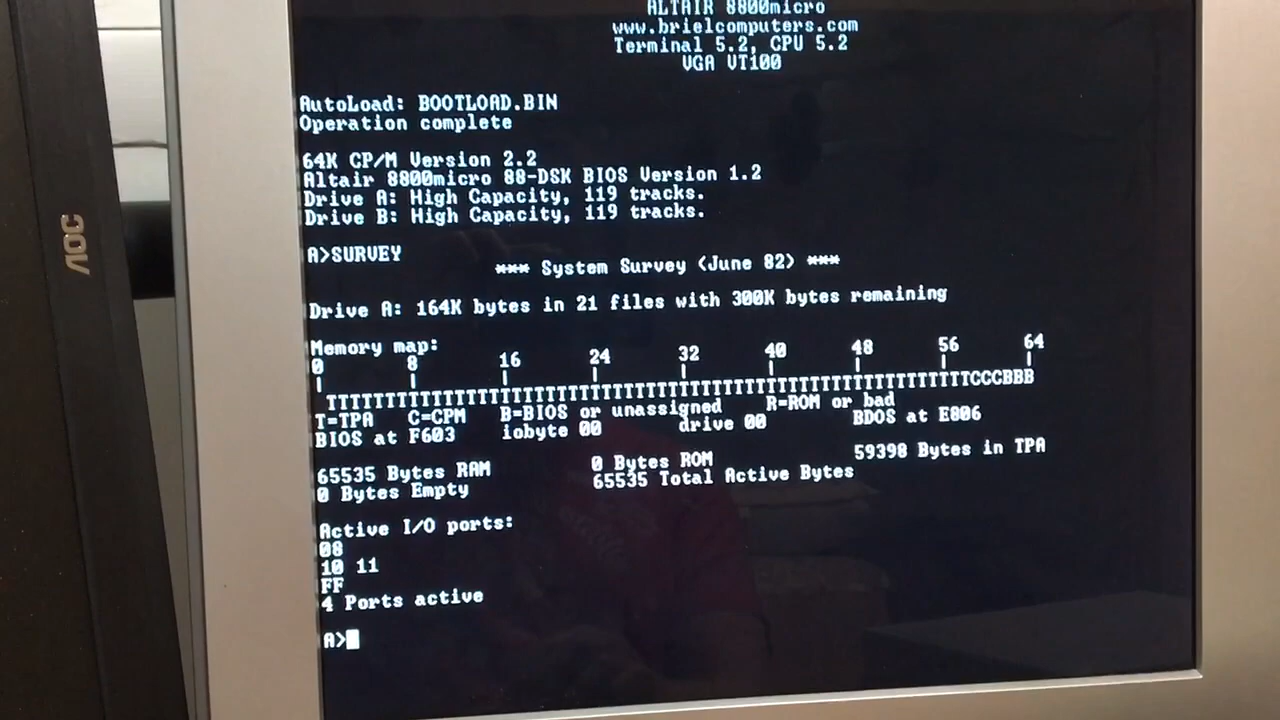 AOC
ALTAIR 8800micro
www.brielcomputers.com
Terminal 5.2, CPU 5.2
VGA VT100
AutoLoad: BOOTLOAD.BIN
Operation complete
64K CP/M Version 2.2
Altair 8800micro 88-DSK BIOS Version 1.2
Drive A: High Capacity, 119 tracks.
Drive B: High Capacity, 119 tracks.
A>SURVEY
*** System Survey (June 82) ***
Drive A: 164K bytes in 21 files with 300K bytes remaining
Memory map:
0 8 16 24 32 40 48 56 64
| | | | | | | | |
TTTTTTTTTTTTTTTTTTTTTTTTTTTTTTTTTTTTTTTTTTTTTTTTTTTTTTTTTTCCCBBB
T=TPA C=CPM B=BIOS or unassigned R=ROM or bad
BIOS at F603 iobyte 00 drive 00 BDOS at E806
65535 Bytes RAM 0 Bytes ROM 59398 Bytes in TPA
0 Bytes Empty 65535 Total Active Bytes
Active I/O ports:
08
10 11
FF
4 Ports active
A>